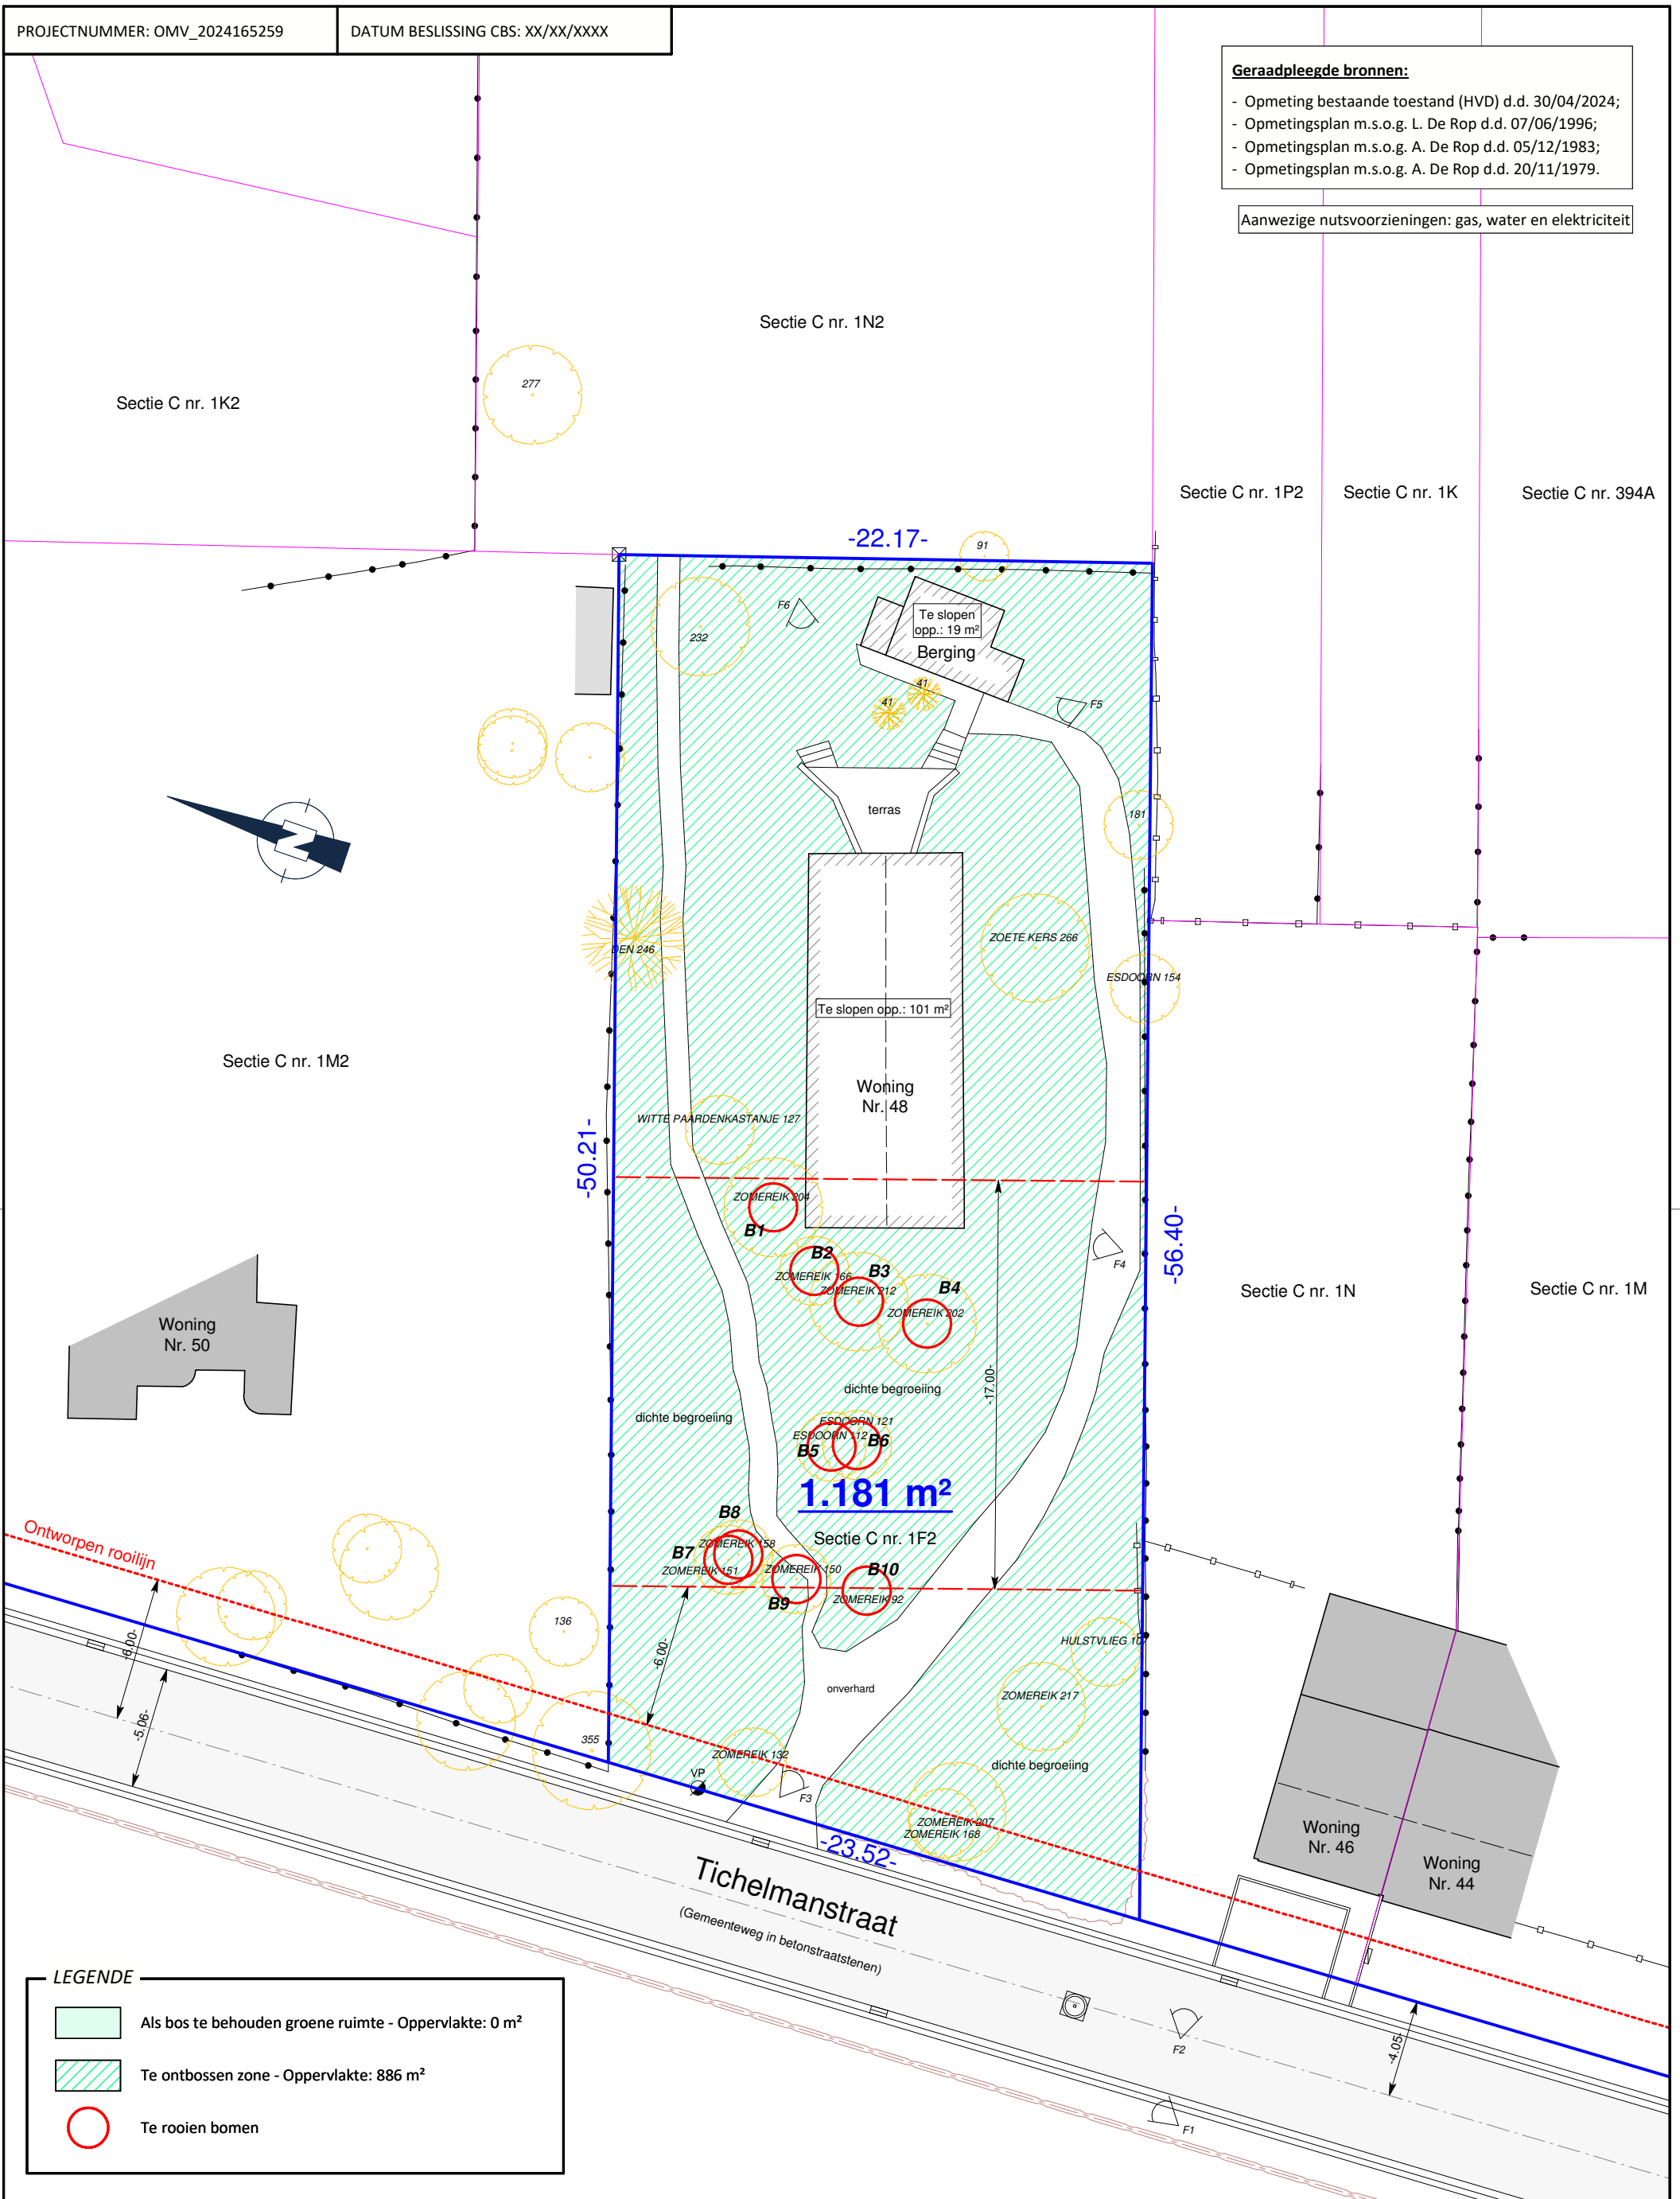 PROJECTNUMMER: OMV_2024165259
DATUM BESLISSING CBS: XX/XX/XXXX
Geraadpleegde bronnen:
- Opmeting bestaande toestand (HVD) d.d. 30/04/2024;
- Opmetingsplan m.s.o.g. L. De Rop d.d. 07/06/1996;
- Opmetingsplan m.s.o.g. A. De Rop d.d. 05/12/1983;
- Opmetingsplan m.s.o.g. A. De Rop d.d. 20/11/1979.
Aanwezige nutsvoorzieningen: gas, water en elektriciteit
Sectie C nr. 1N2
277
Sectie C nr. 1K2
Sectie C nr. 1P2
Sectie C nr. 1K
Sectie C nr. 394A
-22.17-
91
F6
Te slopen
opp.: 19 m²
232
Berging
41
41
F5
terras
181
N
DEN 246
ZOETE KERS 266
ESDOORN 154
Te slopen opp.: 101 m²
Sectie C nr. 1M2
Woning
Nr. 48
WITTE PAARDENKASTANJE 127
-50.21-
ZOMEREIK 204
B1
-56.40-
B2
ZOMEREIK 166
B3
ZOMEREIK 212
B4
ZOMEREIK 202
F4
Sectie C nr. 1N
Sectie C nr. 1M
Woning
Nr. 50
-17.00-
dichte begroeiing
dichte begroeiing
ESDOORN 121
ESDOORN 112
B5
B6
1.181 m²
Sectie C nr. 1F2
B8
ZOMEREIK 158
B7
ZOMEREIK 151
ZOMEREIK 150
B9
B10
ZOMEREIK 92
Ontworpen rooilijn
136
-6.00-
-6.00-
-5.06-
HULSTVLIEG 107
ZOMEREIK 217
onverhard
355
ZOMEREIK 132
dichte begroeiing
VP
F3
ZOMEREIK 207
ZOMEREIK 168
-23.52-
Woning
Nr. 46
Woning
Nr. 44
Tichelmanstraat
(Gemeenteweg in betonstraatstenen)
F2
-4.05-
F1
LEGENDE
Als bos te behouden groene ruimte - Oppervlakte: 0 m²
Te ontbossen zone - Oppervlakte: 886 m²
Te rooien bomen